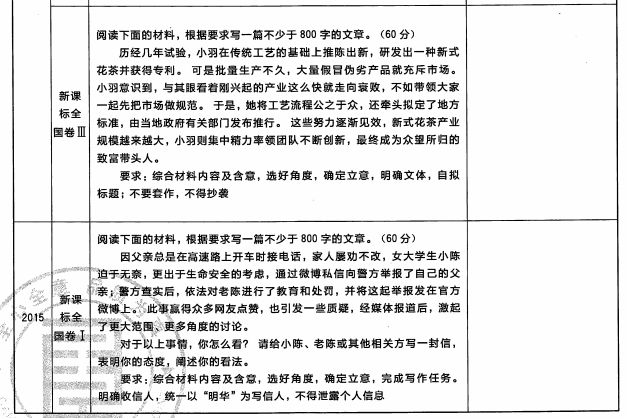 阅读下面的材料，根据要求写一篇不少于 800 字的文章。（60 分）
历经几年试验，小羽在传统工艺的基础上推陈出新，研发出一种新式
花茶并获得专利。 可是批量生产不久，大量假冒伪劣产品就充斥市场。
小羽意识到，与其眼看着刚兴起的产业这么快就走向衰败，不如带领大家
一起先把市场做规范。 于是，她将工艺流程公之于众，还牵头拟定了地方
标准，由当地政府有关部门发布推行。 这些努力逐渐见效，新式花茶产业
规模越来越大，小羽则集中精力率领团队不断创新，最终成为众望所归的
致富带头人。
要求：综合材料内容及含意，选好角度，确定立意，明确文体，自拟
标题；不要套作，不得抄袭
新课
标全
国卷Ⅲ
阅读下面的材料，根据要求写一篇不少于 800 字的文章。（60 分）
因父亲总是在高速路上开车时接电话，家人屡劝不改，女大学生小陈
迫于无奈，更出于生命安全的考虑，通过微博私信向警方举报了自己的父
亲；警方查实后，依法对老陈进行了教育和处罚，并将这起举报发在官方
微博上。 此事赢得众多网友点赞，也引发一些质疑，经媒体报道后，激起
了更大范围、更多角度的讨论。
对于以上事情，你怎么看？ 请给小陈、老陈或其他相关方写一封信，
表明你的态度，阐述你的看法。
要求：综合材料内容及含意，选好角度，确定立意，完成写作任务。
明确收信人，统一以“明华”为写信人，不得泄露个人信息
2015
新课
标全
国卷Ⅰ